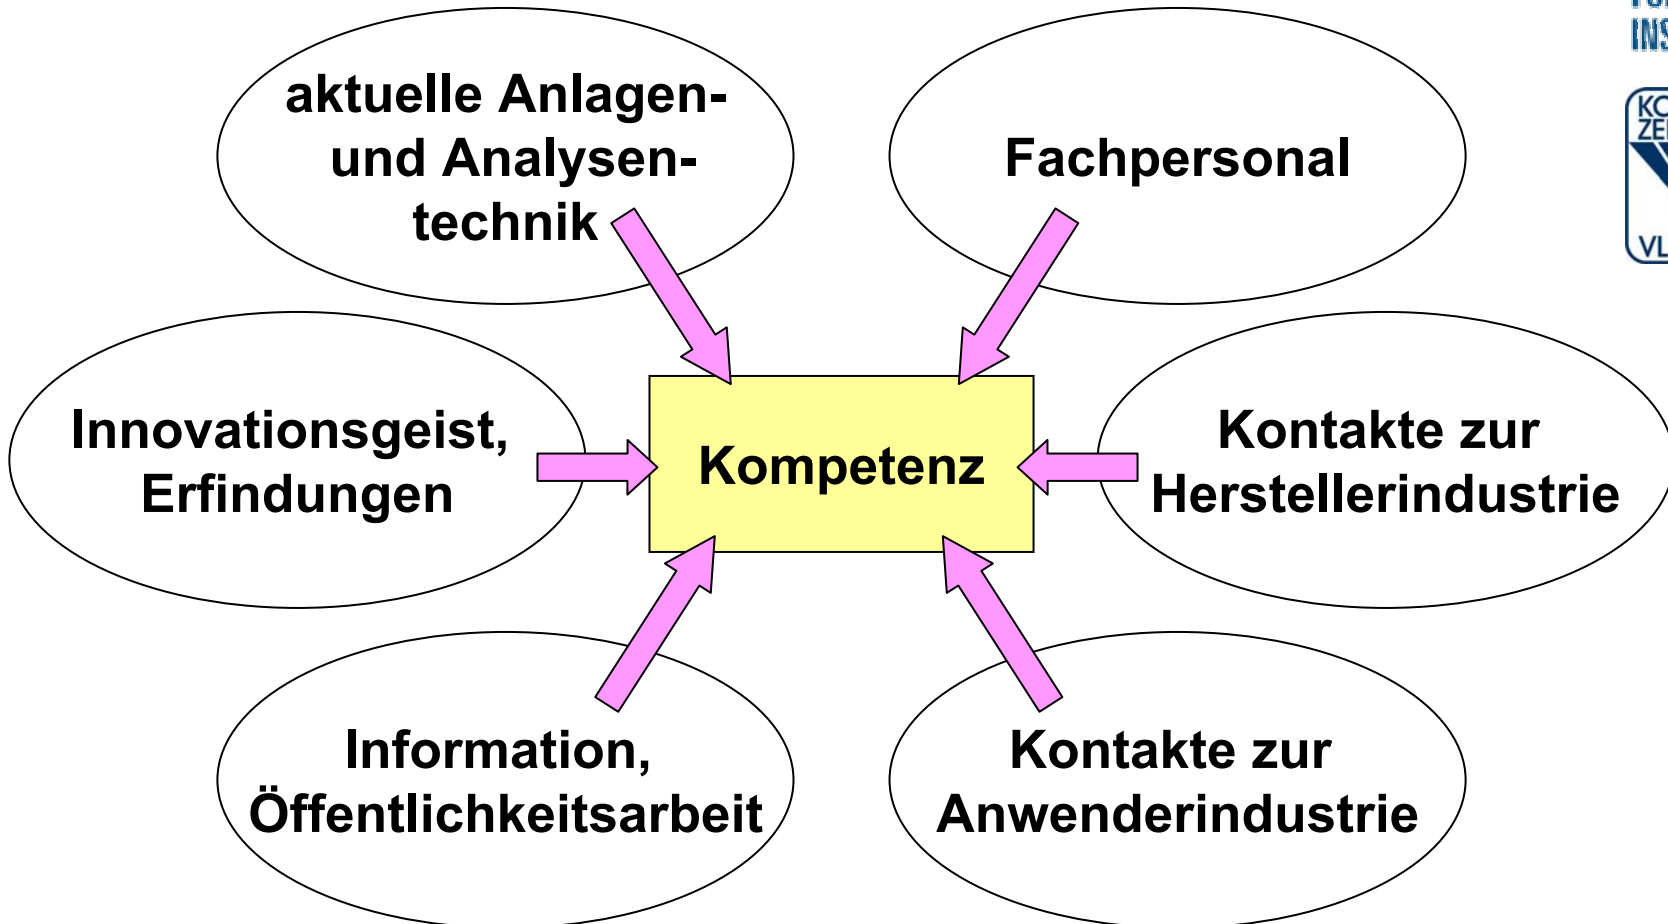 aktuelle Anlagen-
und Analysen-
technik
Fachpersonal
Innovationsgeist,
Erfindungen
Kompetenz
Kontakte zur
Herstellerindustrie
Information,
Öffentlichkeitsarbeit
Kontakte zur
Anwenderindustrie